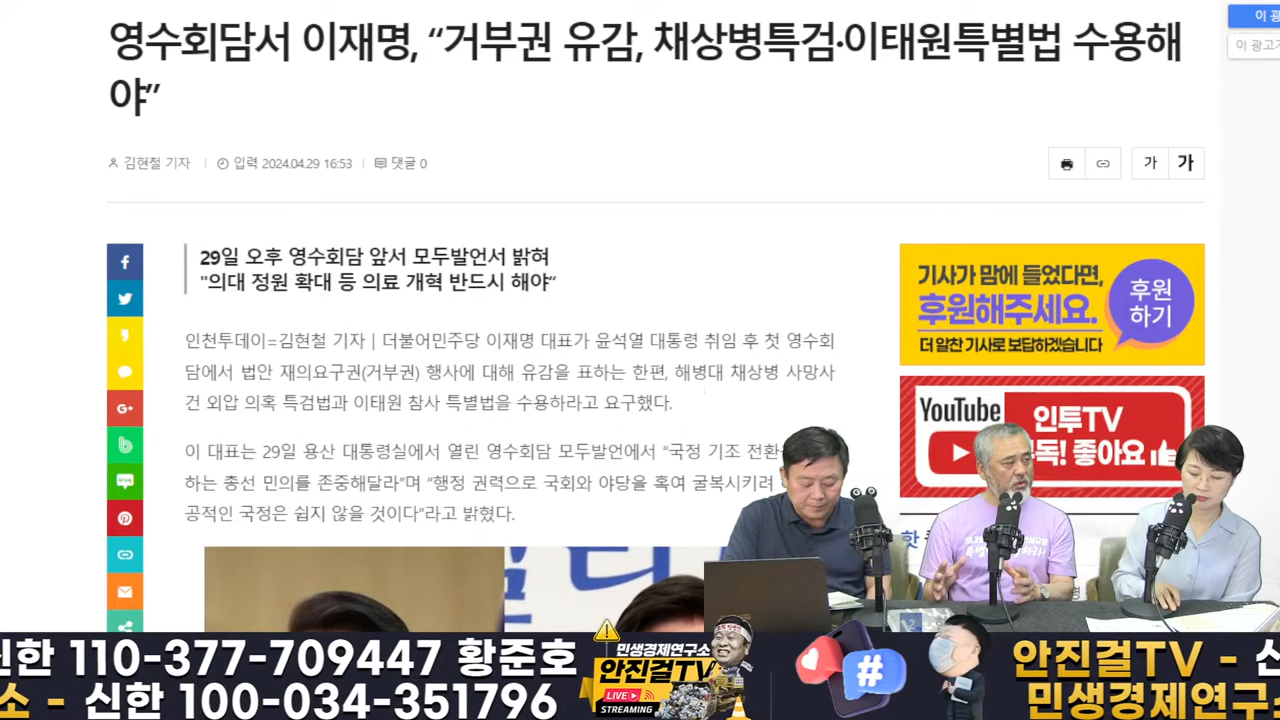 영수회담서 이재명, “거부권 유감, 채상병특검·이태원특별법 수용해
야”
이 광고
김현철 기자 입력 2024.04.29 16:53 댓글 0
가 가
29일 오후 영수회담 앞서 모두발언서 밝혀
"의대 정원 확대 등 의료 개혁 반드시 해야“
인천투데이=김현철 기자 | 더불어민주당 이재명 대표가 윤석열 대통령 취임 후 첫 영수회
담에서 법안 재의요구권(거부권) 행사에 대해 유감을 표하는 한편, 해병대 채상병 사망사
건 외압 의혹 특검법과 이태원 참사 특별법을 수용하라고 요구했다.
이 대표는 29일 용산 대통령실에서 열린 영수회담 모두발언에서 “국정 기조 전환
하는 총선 민의를 존중해달라”며 “행정 권력으로 국회와 야당을 혹여 굴복시키려
공적인 국정은 쉽지 않을 것이다”라고 밝혔다.
기사가 맘에 들었다면,
후원해주세요.
더 알찬 기사로 보답하겠습니다
후원
하기
YouTube
인투TV
독! 좋아요
핫
신한 110-377-709447 황준호
소 - 신한 100-034-351796
민생경제연구소
안진걸TV
LIVE
STREAMING
#
안진걸TV - 신
민생경제연구소